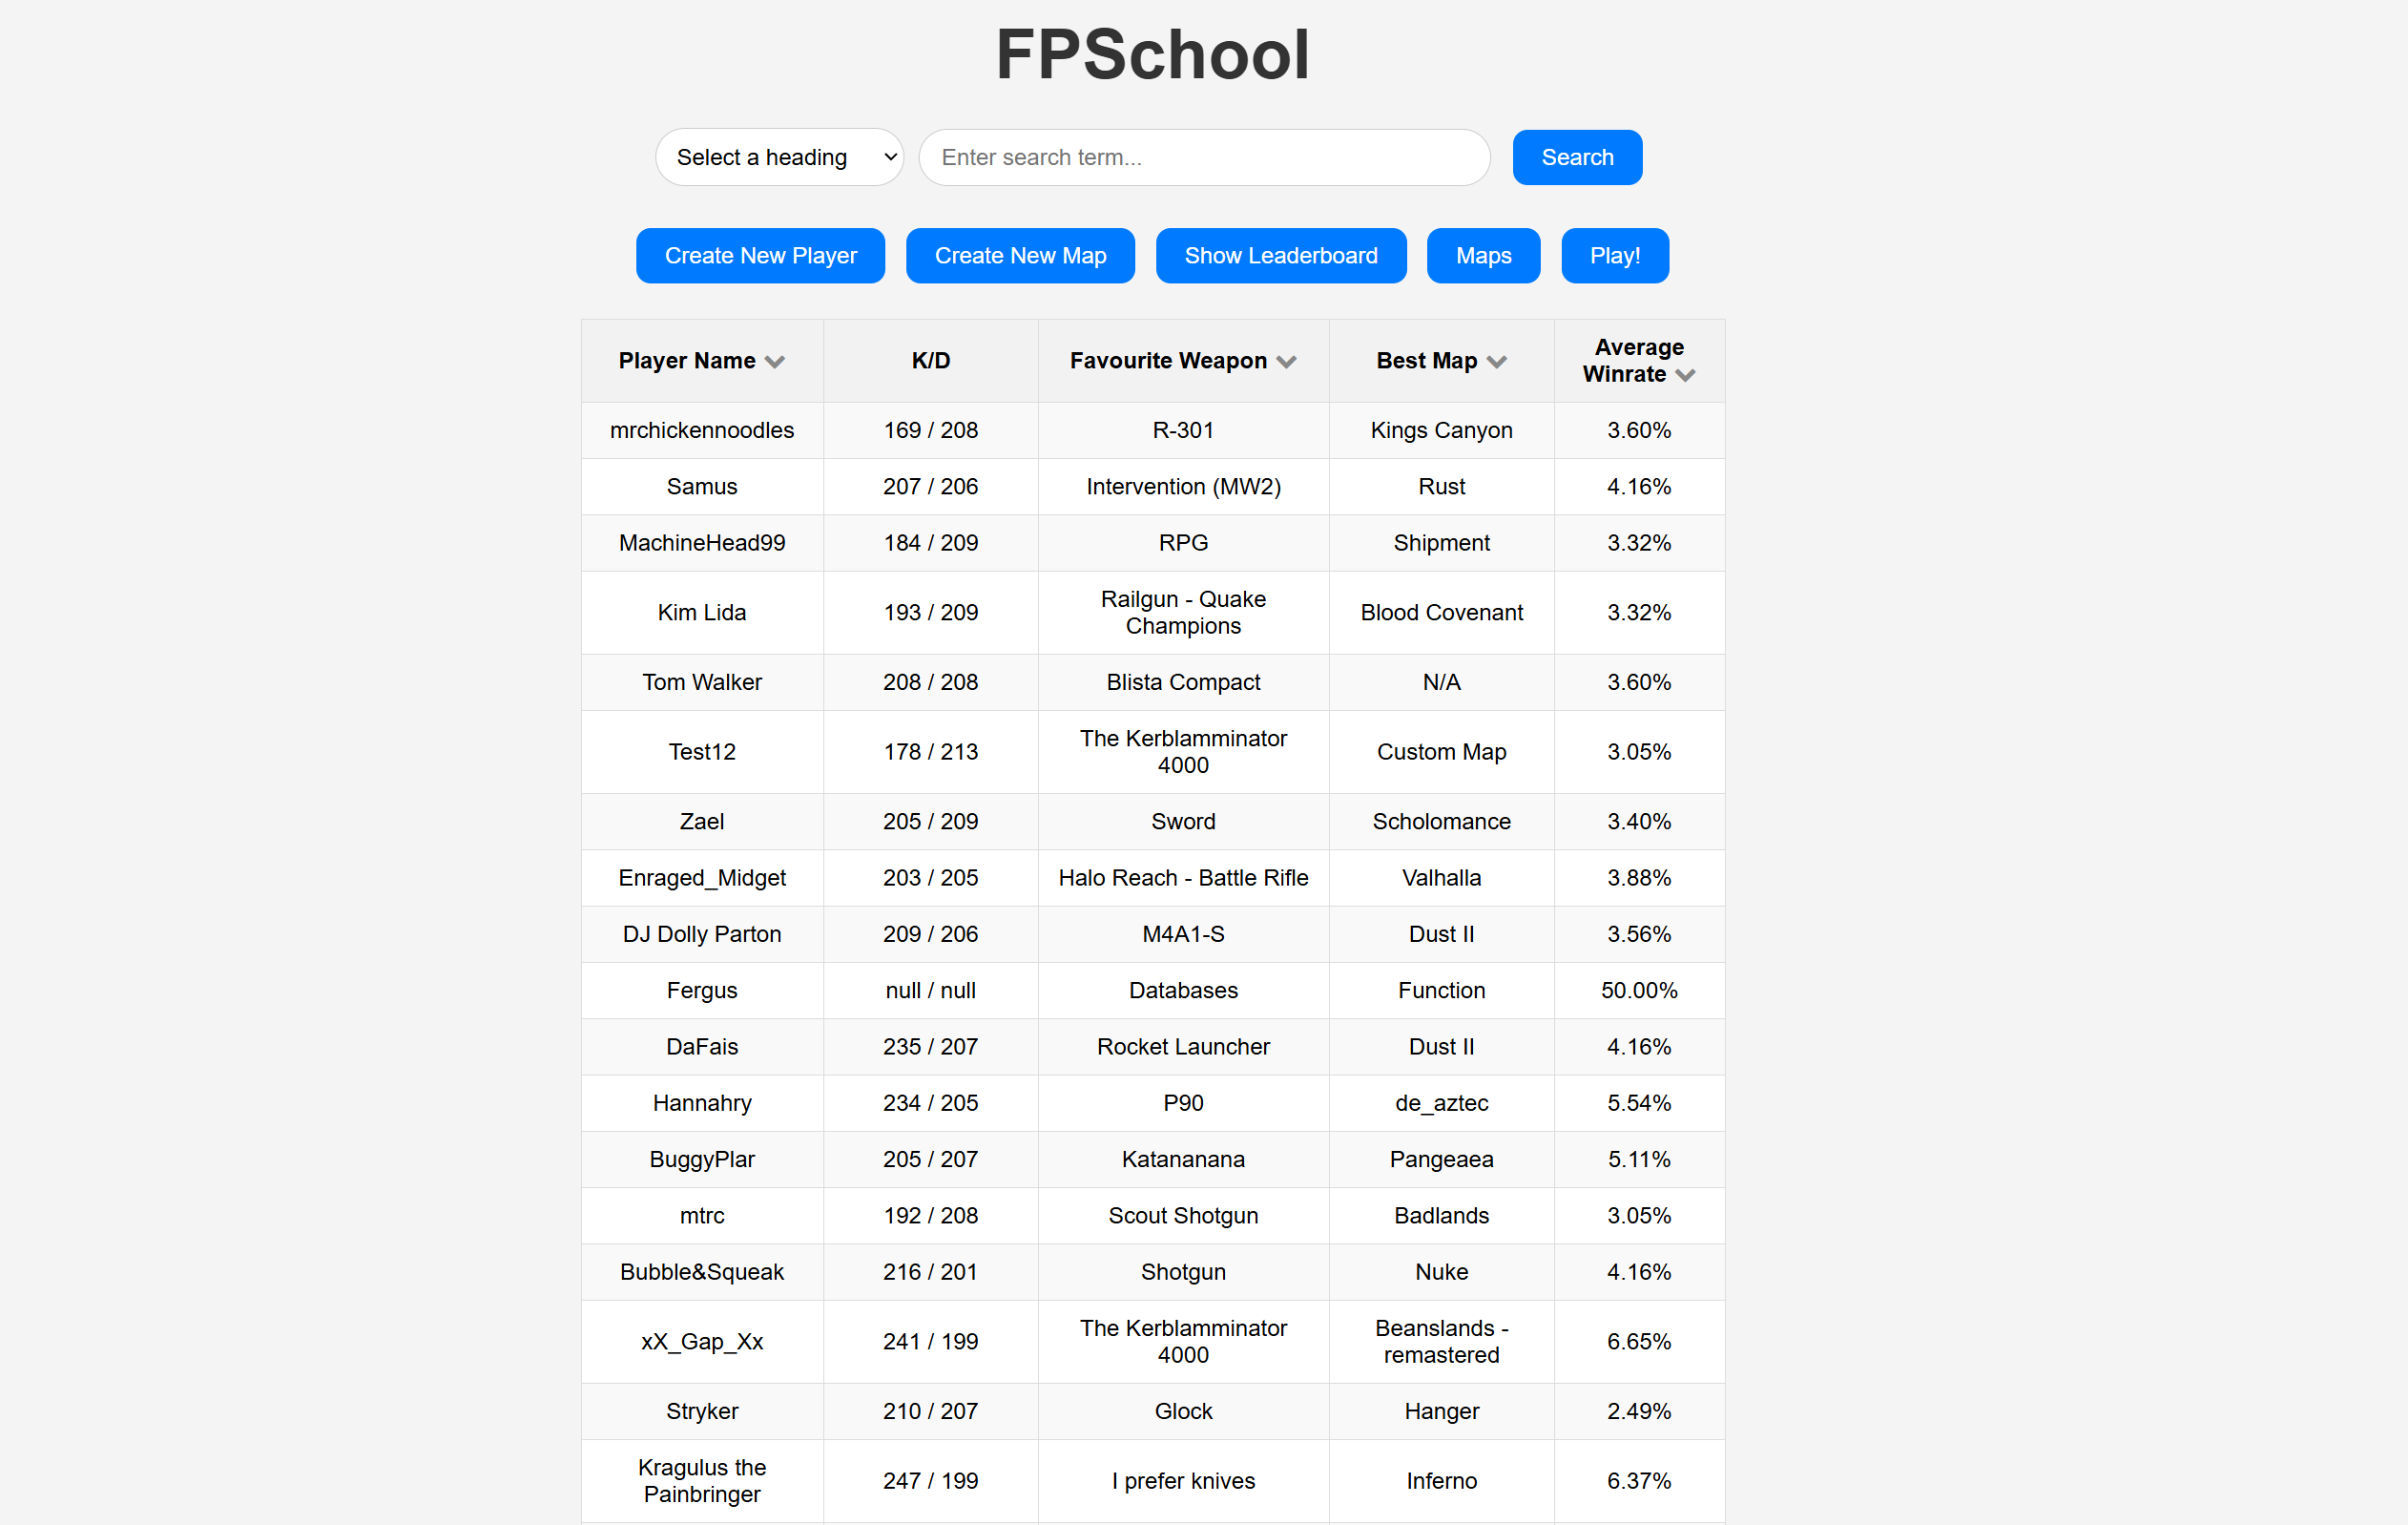 FPSchool
Select a heading
Enter search term...
Search
Create New Player
Create New Map
Show Leaderboard
Maps
Play!
Player Name K/D Favourite Weapon Best Map Average Winrate
mrchickennoodles 169 / 208 R-301 Kings Canyon 3.60%
Samus 207 / 206 Intervention (MW2) Rust 4.16%
MachineHead99 184 / 209 RPG Shipment 3.32%
Kim Lida 193 / 209 Railgun - Quake Champions Blood Covenant 3.32%
Tom Walker 208 / 208 Blista Compact N/A 3.60%
Test12 178 / 213 The Kerblamminator 4000 Custom Map 3.05%
Zael 205 / 209 Sword Scholomance 3.40%
Enraged_Midget 203 / 205 Halo Reach - Battle Rifle Valhalla 3.88%
DJ Dolly Parton 209 / 206 M4A1-S Dust II 3.56%
Fergus null / null Databases Function 50.00%
DaFais 235 / 207 Rocket Launcher Dust II 4.16%
Hannahry 234 / 205 P90 de_aztec 5.54%
BuggyPlar 205 / 207 Katananana Pangeaea 5.11%
mtrc 192 / 208 Scout Shotgun Badlands 3.05%
Bubble&Squeak 216 / 201 Shotgun Nuke 4.16%
xX_Gap_Xx 241 / 199 The Kerblamminator 4000 Beanslands - remastered 6.65%
Stryker 210 / 207 Glock Hanger 2.49%
Kragulus the Painbringer 247 / 199 I prefer knives Inferno 6.37%